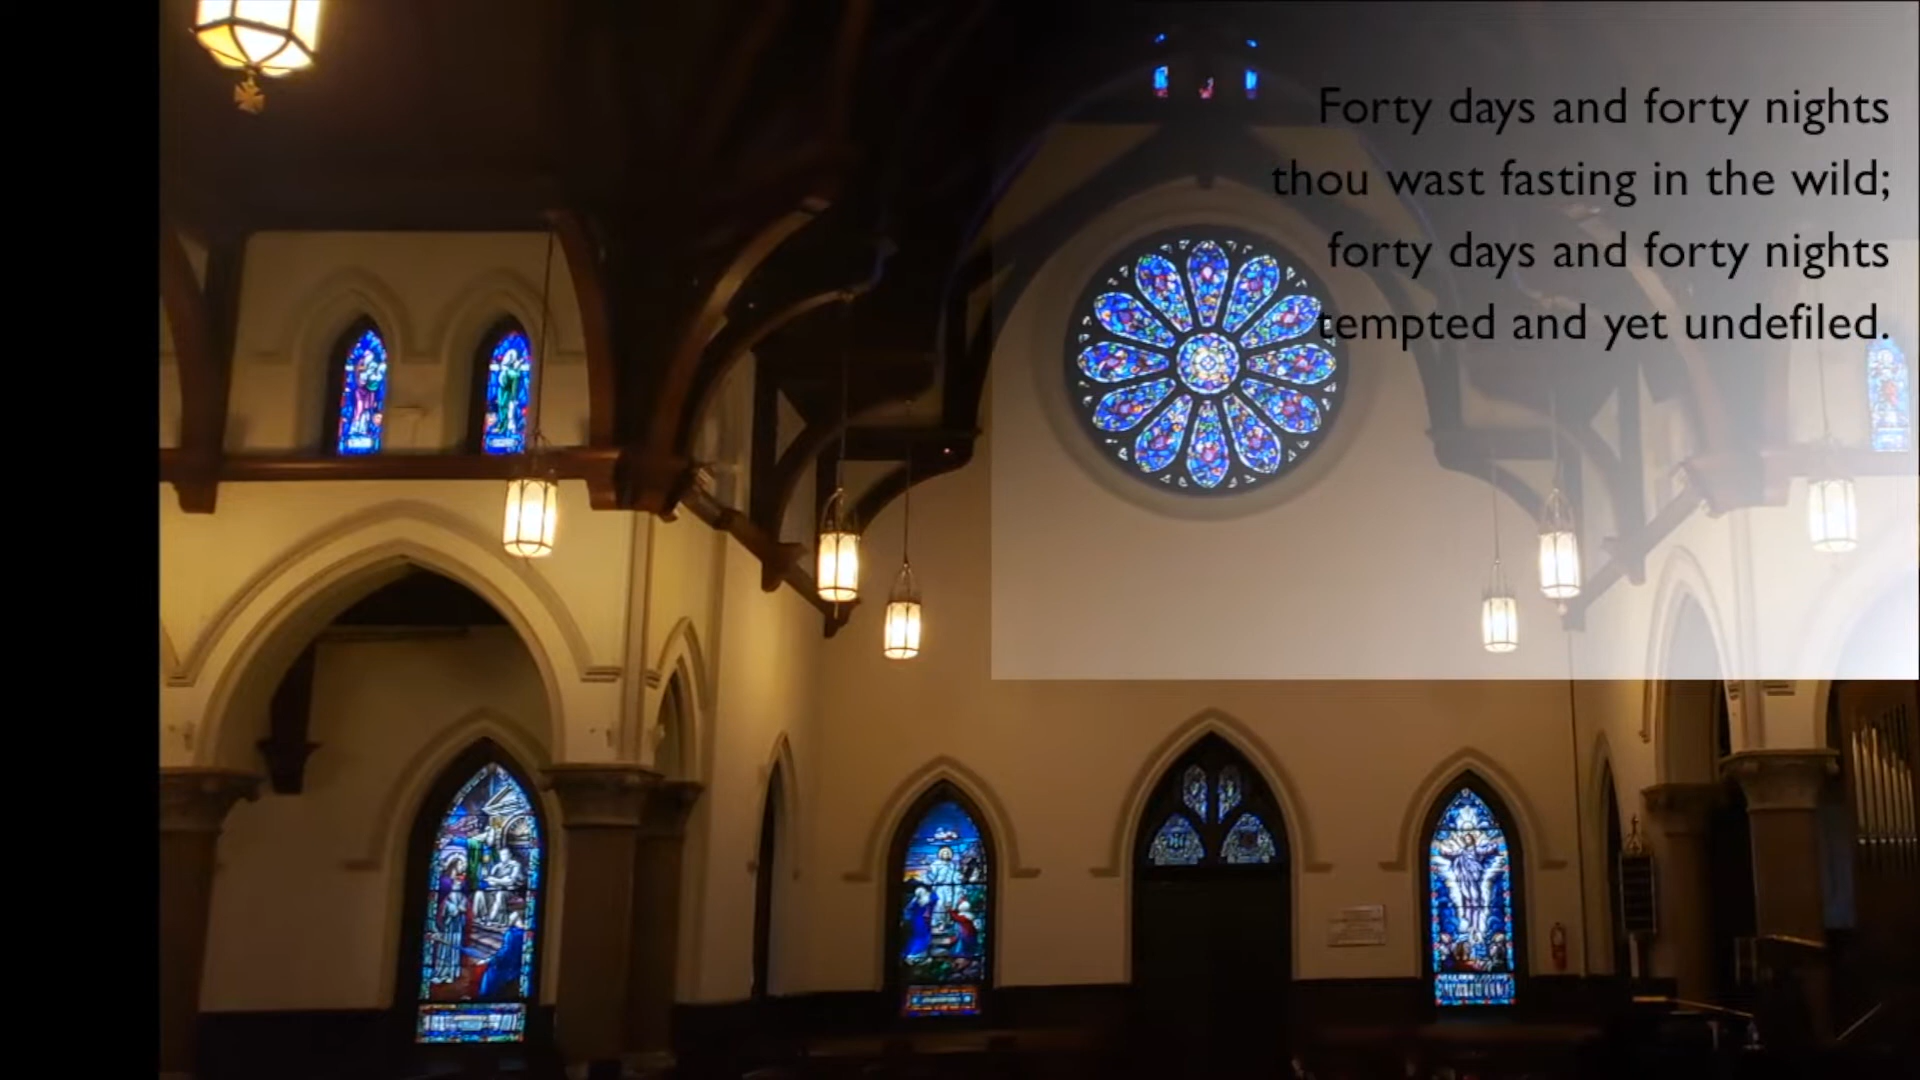 Forty days and forty nights
thou wast fasting in the wild;
forty days and forty nights
tempted and yet undefiled.